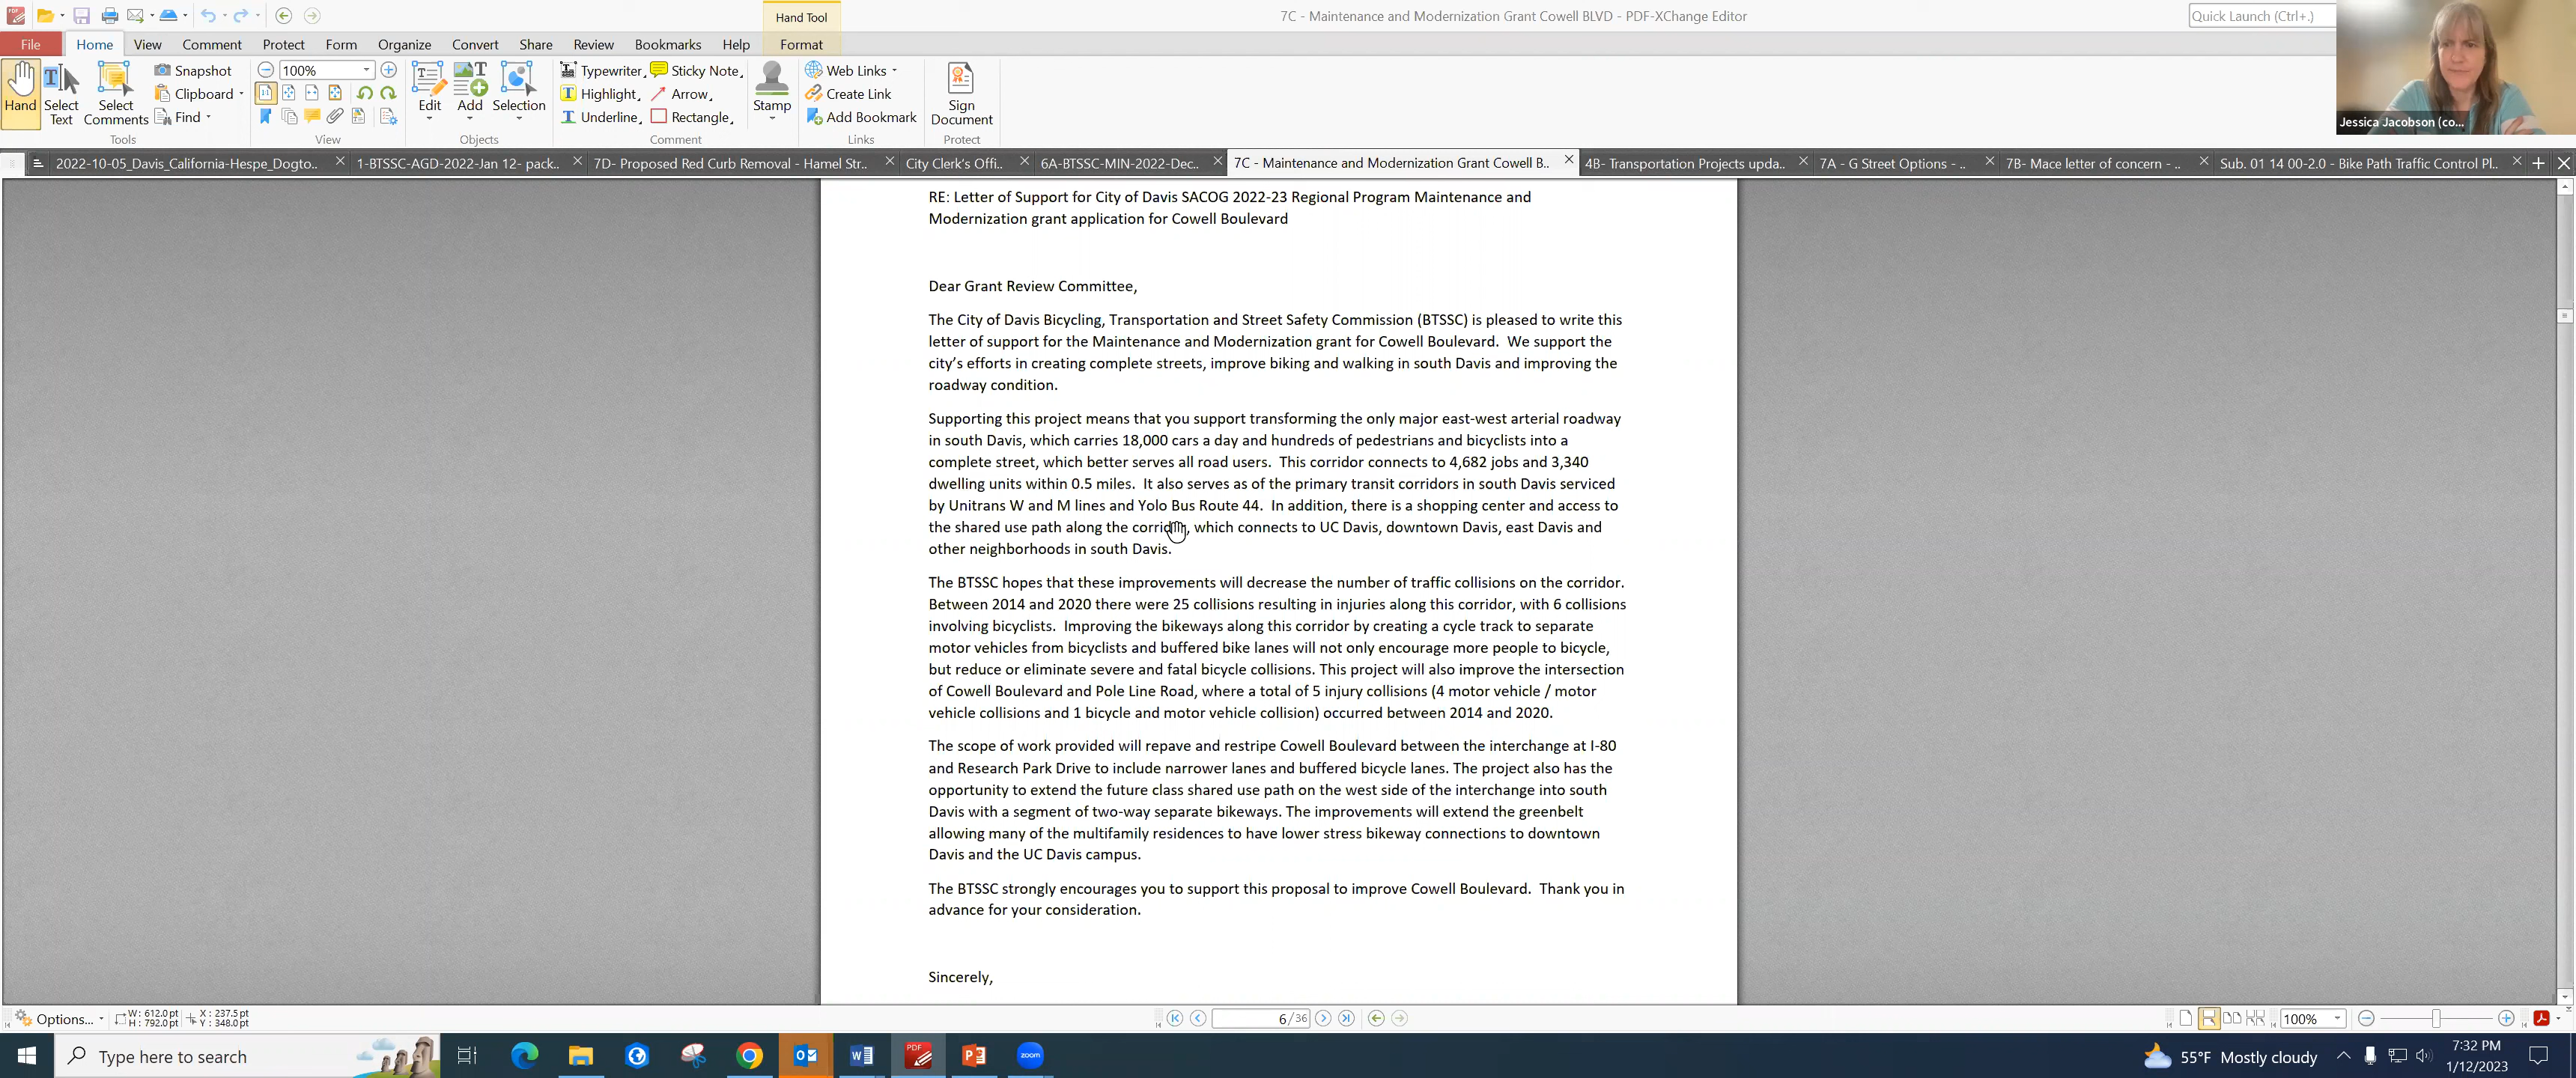 Hand Tool
7C - Maintenance and Modernization Grant Cowell BLVD - PDF-XChange Editor
Quick Launch (Ctrl+.)
File Home View Comment Protect Form Organize Convert Share Review Bookmarks Help Format
Hand
Select Text
Select Comments
Snapshot
Clipboard
Find
Tools
100%
View
Edit
Add
Selection
Objects
Typewriter
Highlight
Underline
Sticky Note
Arrow
Rectangle
Comment
Stamp
Web Links
Create Link
Add Bookmark
Links
Sign Document
Protect
Jessica Jacobson (co...
2022-10-05_Davis_California-Hespe_Dogto..
1-BTSSC-AGD-2022-Jan 12- pack..
7D- Proposed Red Curb Removal - Hamel Str..
City Clerk's Offi..
6A-BTSSC-MIN-2022-Dec..
7C - Maintenance and Modernization Grant Cowell B..
4B- Transportation Projects upda..
7A - G Street Options - ..
7B- Mace letter of concern - ..
Sub. 01 14 00-2.0 - Bike Path Traffic Control Pl..
RE: Letter of Support for City of Davis SACOG 2022-23 Regional Program Maintenance and
Modernization grant application for Cowell Boulevard
Dear Grant Review Committee,
The City of Davis Bicycling, Transportation and Street Safety Commission (BTSSC) is pleased to write this
letter of support for the Maintenance and Modernization grant for Cowell Boulevard. We support the
city's efforts in creating complete streets, improve biking and walking in south Davis and improving the
roadway condition.
Supporting this project means that you support transforming the only major east-west arterial roadway
in south Davis, which carries 18,000 cars a day and hundreds of pedestrians and bicyclists into a
complete street, which better serves all road users. This corridor connects to 4,682 jobs and 3,340
dwelling units within 0.5 miles. It also serves as of the primary transit corridors in south Davis serviced
by Unitrans W and M lines and Yolo Bus Route 44. In addition, there is a shopping center and access to
the shared use path along the corridor, which connects to UC Davis, downtown Davis, east Davis and
other neighborhoods in south Davis.
The BTSSC hopes that these improvements will decrease the number of traffic collisions on the corridor.
Between 2014 and 2020 there were 25 collisions resulting in injuries along this corridor, with 6 collisions
involving bicyclists. Improving the bikeways along this corridor by creating a cycle track to separate
motor vehicles from bicyclists and buffered bike lanes will not only encourage more people to bicycle,
but reduce or eliminate severe and fatal bicycle collisions. This project will also improve the intersection
of Cowell Boulevard and Pole Line Road, where a total of 5 injury collisions (4 motor vehicle / motor
vehicle collisions and 1 bicycle and motor vehicle collision) occurred between 2014 and 2020.
The scope of work provided will repave and restripe Cowell Boulevard between the interchange at I-80
and Research Park Drive to include narrower lanes and buffered bicycle lanes. The project also has the
opportunity to extend the future class shared use path on the west side of the interchange into south
Davis with a segment of two-way separate bikeways. The improvements will extend the greenbelt
allowing many of the multifamily residences to have lower stress bikeway connections to downtown
Davis and the UC Davis campus.
The BTSSC strongly encourages you to support this proposal to improve Cowell Boulevard. Thank you in
advance for your consideration.
Sincerely,
Options...
W: 612.0 pt
H: 792.0 pt
X: 237.5 pt
Y: 348.0 pt
6 / 36
100%
Type here to search
zoom
55°F Mostly cloudy
7:32 PM
1/12/2023